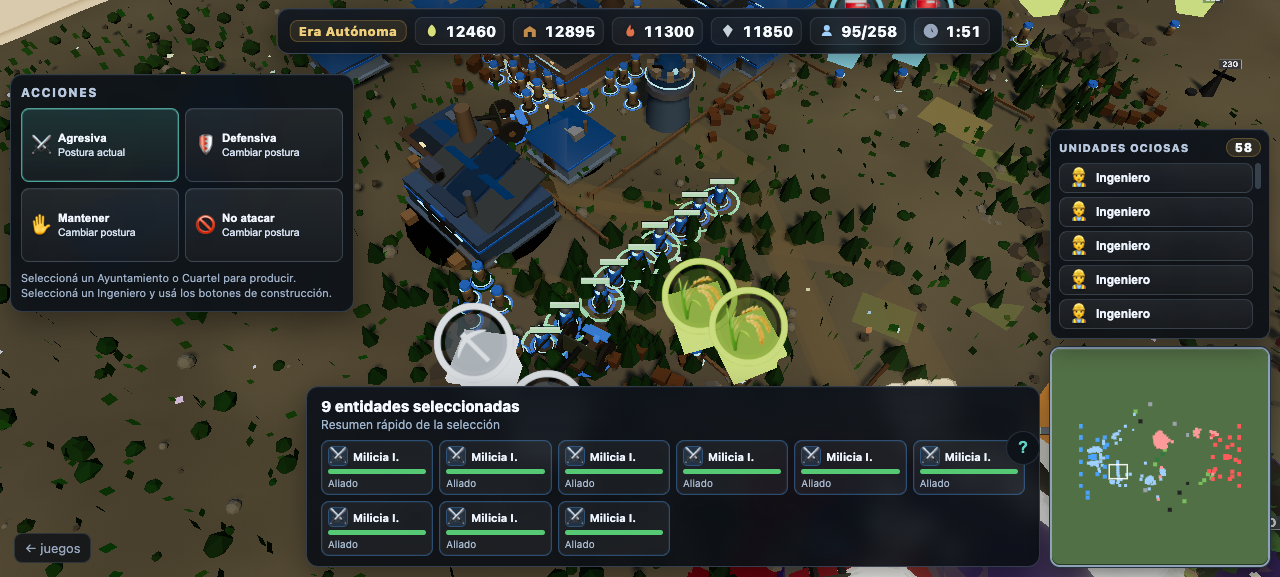 Era Autónoma
12460
12895
11300
11850
95/258
1:51
230
ACCIONES
Agresiva
Postura actual
Defensiva
Cambiar postura
Mantener
Cambiar postura
No atacar
Cambiar postura
Seleccioná un Ayuntamiento o Cuartel para producir.
Seleccioná un Ingeniero y usá los botones de construcción.
UNIDADES OCIOSAS
58
Ingeniero
Ingeniero
Ingeniero
Ingeniero
Ingeniero
9 entidades seleccionadas
Resumen rápido de la selección
?
Milicia I.
Aliado
Milicia I.
Aliado
Milicia I.
Aliado
Milicia I.
Aliado
Milicia I.
Aliado
Milicia I.
Aliado
Milicia I.
Aliado
Milicia I.
Aliado
Milicia I.
Aliado
← juegos